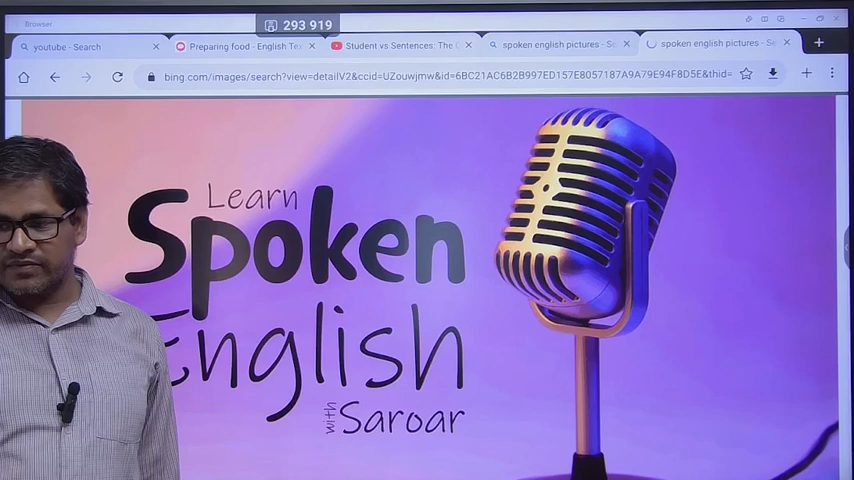 Browser
293 919
youtube - Search
Preparing food - English Te
Student vs Sentences: The
spoken english pictures - Se
spoken english pictures - Se
bing.com/images/search?view=detailV2&ccid=UZouwjmw&id=6BC21AC6B2B997ED157E8057187A9A79E94F8D5E&thid=
Learn
Spoken
English
with Saroar